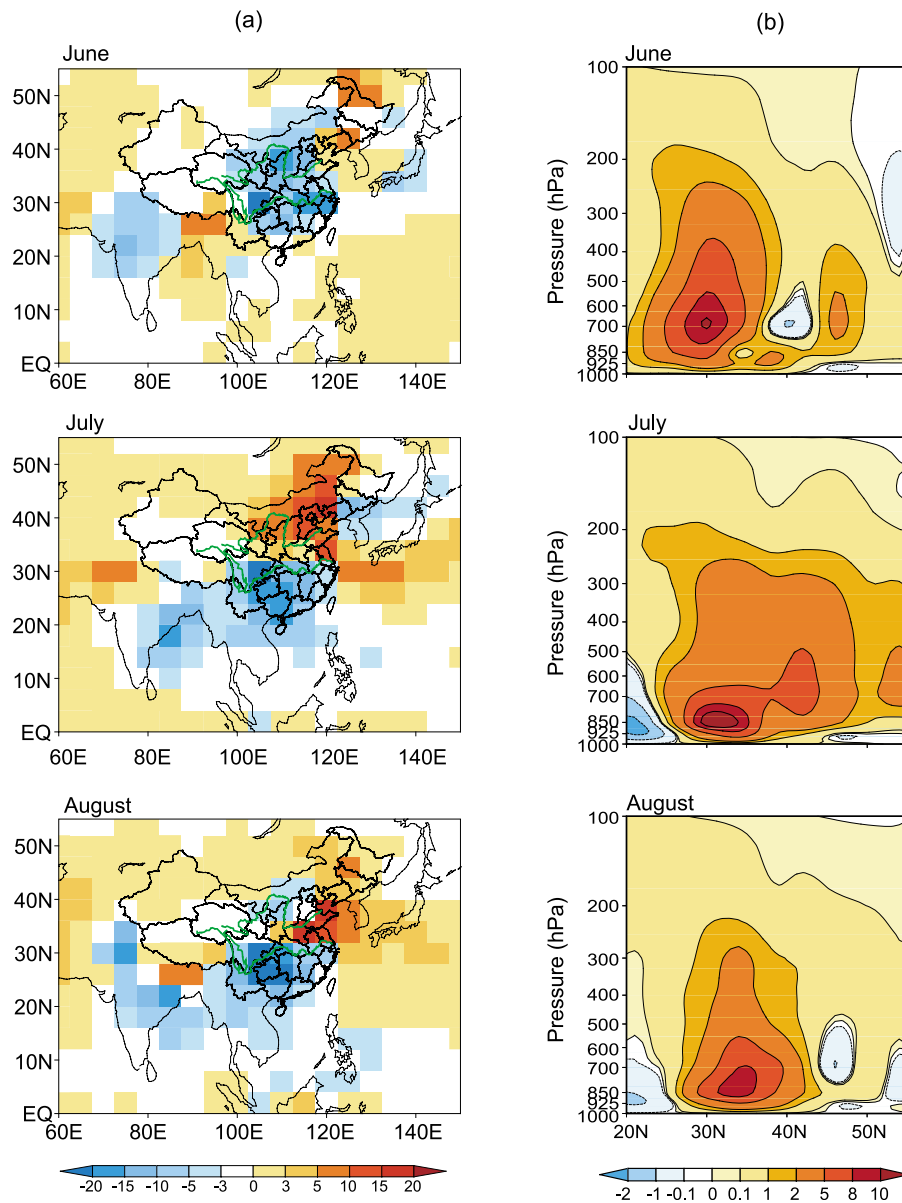 (a)
(b)
June
50N
40N
30N
20N
10N
EQ
60E 80E 100E 120E 140E
June
Pressure (hPa)
100
200
300
400
500
600
700
850
925
1000
July
50N
40N
30N
20N
10N
EQ
60E 80E 100E 120E 140E
July
Pressure (hPa)
100
200
300
400
500
600
700
850
925
1000
August
50N
40N
30N
20N
10N
EQ
60E 80E 100E 120E 140E
August
Pressure (hPa)
100
200
300
400
500
600
700
850
925
1000
20N 30N 40N 50N
-20 -15 -10 -5 -3 3 5 10 15 20
-2 -1 -0.1 0 0.1 2 5 8 10